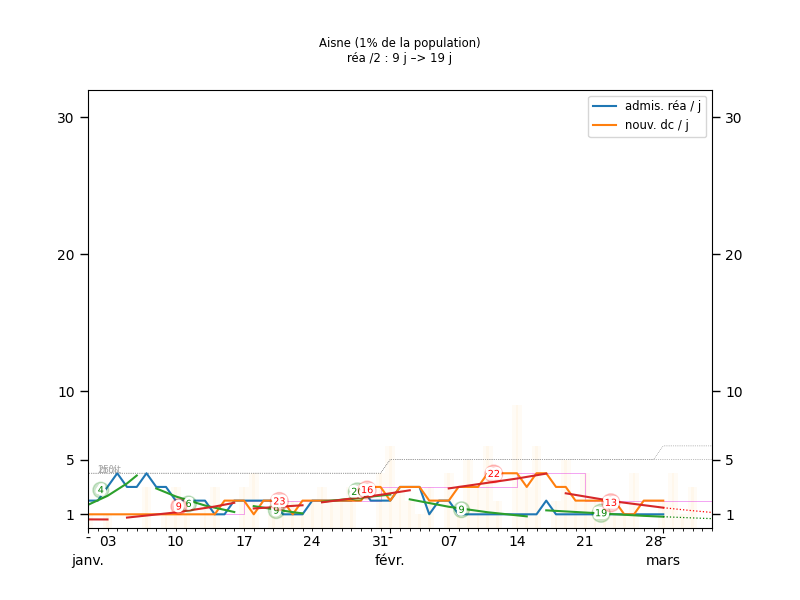 Aisne (1% de la population)
réa /2 : 9 j –> 19 j
admis. réa / j
nouv. dc / j
30 30
20 20
10 10
5 5
1 1
4 9 6 9 23 16 9 22 19 13
- 03 10 17 24 31 - 07 14 21 28 -
janv. févr. mars